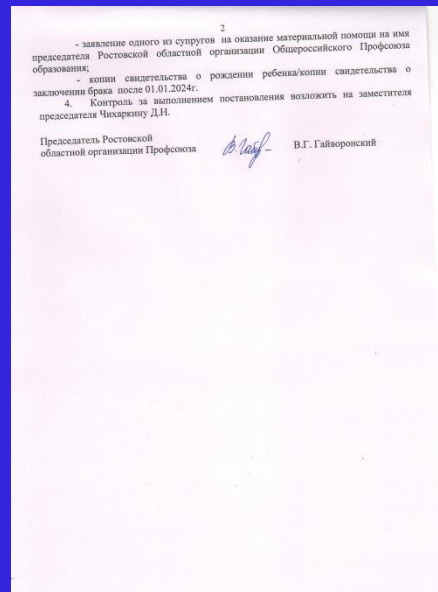 2
- заявление одного из супругов на оказание материальной помощи на имя
председателя Ростовской областной организации Общероссийского Профсоюза
образования;
- копии свидетельства о рождении ребенка/копии свидетельства о
заключении брака после 01.01.2024г.
4. Контроль за выполнением постановления возложить на заместителя
председателя Чихаркину Д.Н.
Председатель Ростовской
областной организации Профсоюза
В.Г. Гайворонский